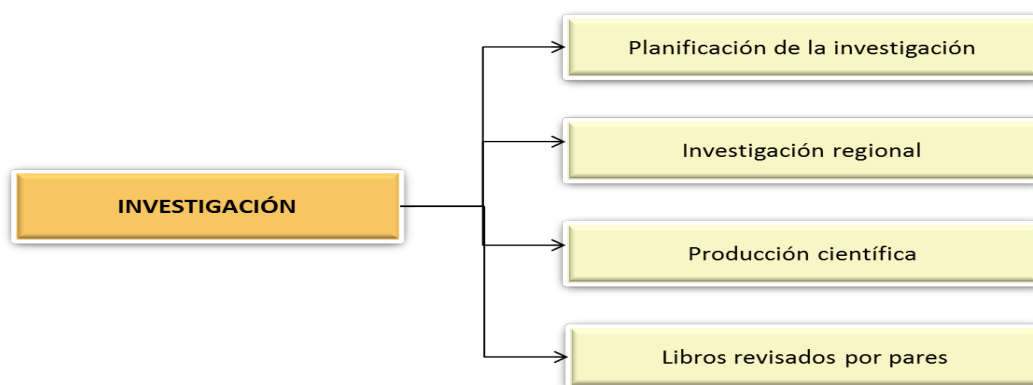 Planificación de la investigación
Investigación regional
INVESTIGACIÓN
Producción científica
Libros revisados por pares